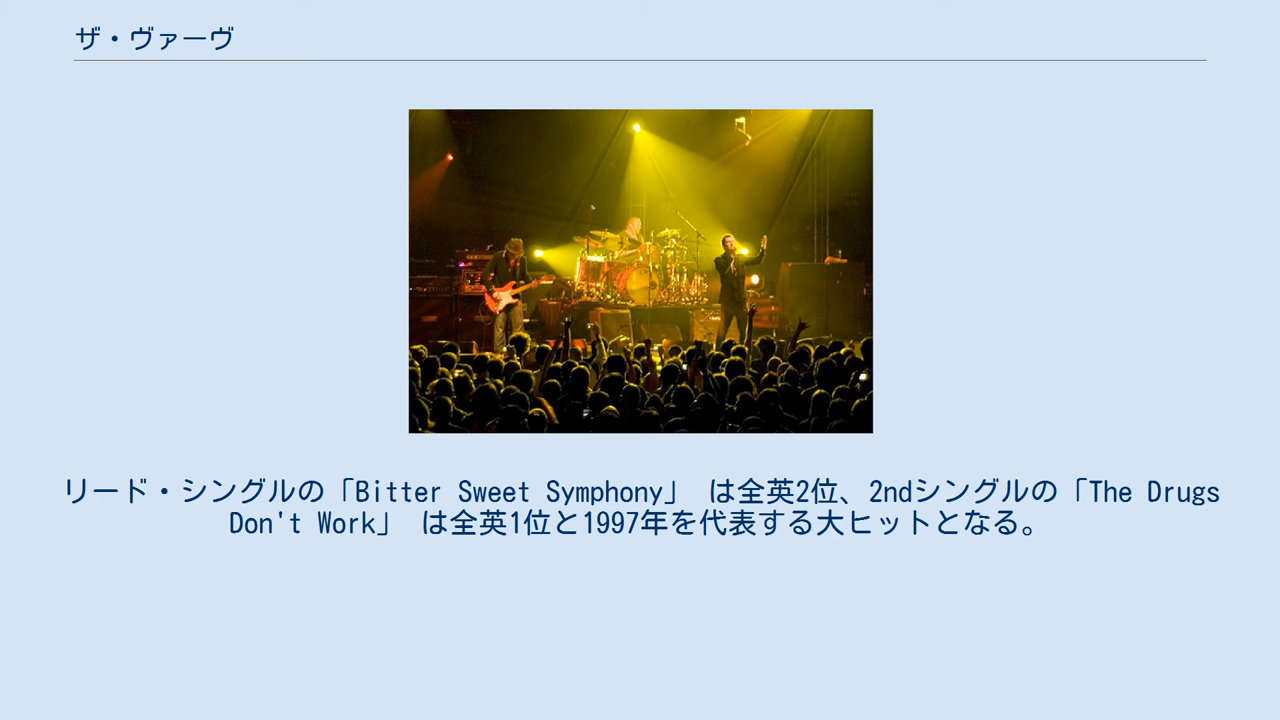 ザ・ヴァーヴ
リード・シングルの「Bitter Sweet Symphony」 は全英2位、2ndシングルの「The Drugs
Don't Work」 は全英1位と1997年を代表する大ヒットとなる。